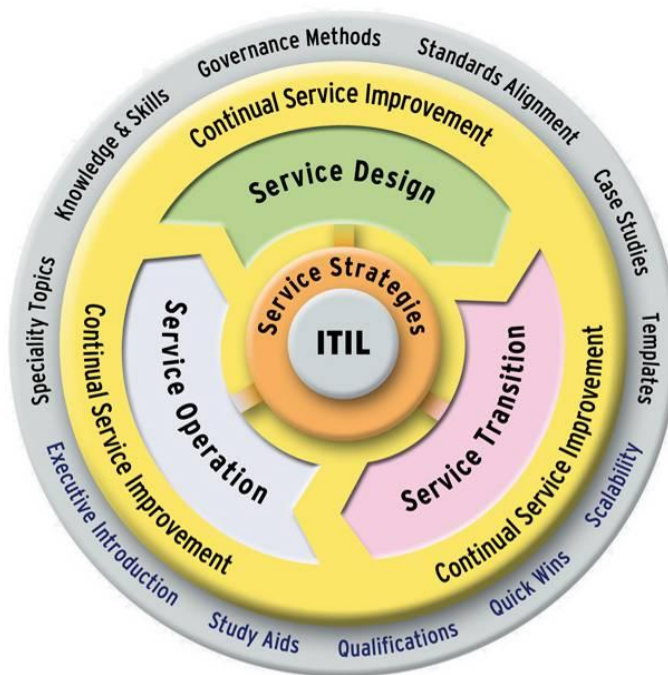 Governance Methods
Standards Alignment
Knowledge & Skills
Case Studies
Speciality Topics
Templates
Executive Introduction
Scalability
Study Aids
Qualifications
Quick Wins
Continual Service Improvement
Continual Service Improvement
Continual Service Improvement
Service Design
Service Operation
Service Transition
Service Strategies
ITIL